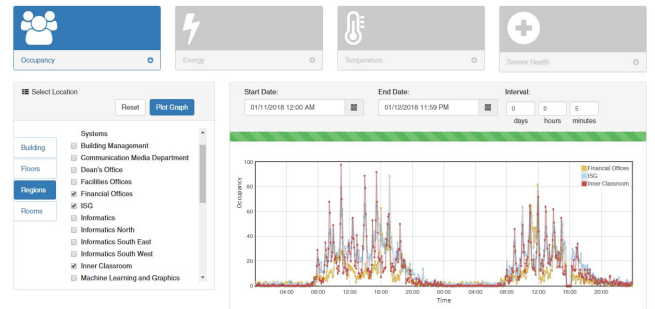 Occupancy
Energy
Temperature
Sensor Health
Select Location
Reset Plot Graph
Building
Floors
Regions
Rooms
Systems
Building Management
Communication Media Department
Dean's Office
Facilities Offices
Financial Offices
ISG
Informatics
Informatics North
Informatics South East
Informatics South West
Inner Classroom
Machine Learning and Graphics
Start Date: End Date: Interval:
01/11/2018 12:00 AM 01/12/2018 11:59 PM 0 0 5
days hours minutes
Financial Offices
ISG
Inner Classroom
Occupancy
100
80
60
40
20
0
04:00 08:00 12:00 16:00 20:00 00:00 04:00 08:00 12:00 16:00 20:00
Time